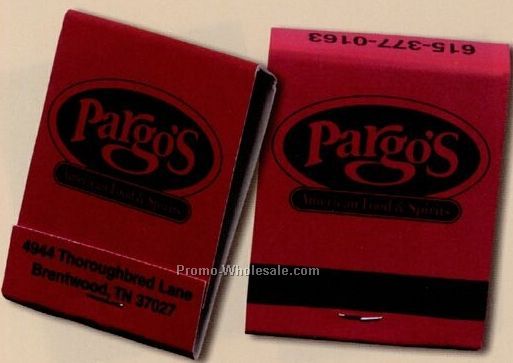 Pargo's
American Food & Spirits
4944 Thoroughbred Lane
Brentwood, TN 37027
615-377-0163
Pargo's
American Food & Spirits
Promo-Wholesale.com